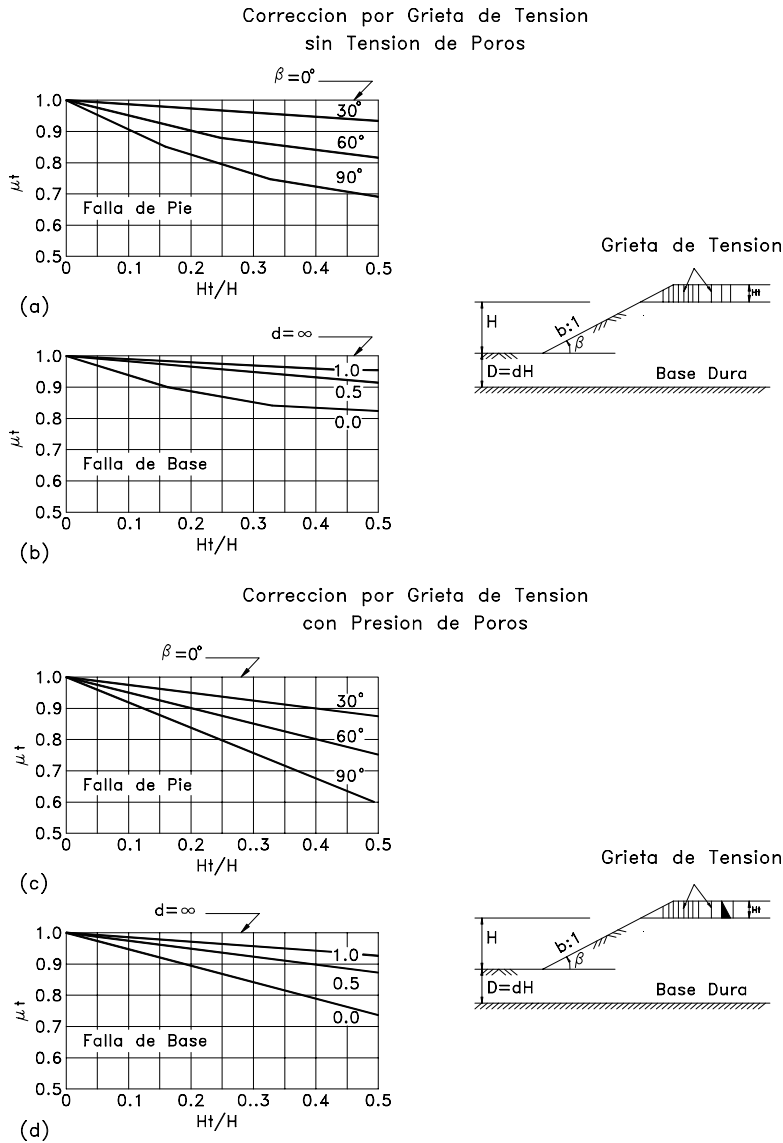 Correccion por Grieta de Tension
sin Tension de Poros
β=0°
1.0
0.9
0.8
0.7
0.6
0.5
μt
30°
60°
90°
Falla de Pie
0 0.1 0.2 0.3 0.4 0.5
Ht/H
(a)
d=∞
1.0
0.9
0.8
0.7
0.6
0.5
μt
1.0
0.5
0.0
Falla de Base
0 0.1 0.2 0.3 0.4 0.5
Ht/H
(b)
Grieta de Tension
Ht
H
b:1
β
D=dH
Base Dura
Correccion por Grieta de Tension
con Presion de Poros
β=0°
1.0
0.9
0.8
0.7
0.6
0.5
μt
30°
60°
90°
Falla de Pie
0 0.1 0.2 0..3 0.4 0.5
Ht/H
(c)
d=∞
1.0
0.9
0.8
0.7
0.6
0.5
μt
1.0
0.5
0.0
Falla de Base
0 0.1 0.2 0.3 0.4 0.5
Ht/H
(d)
Grieta de Tension
Ht
H
b:1
β
D=dH
Base Dura